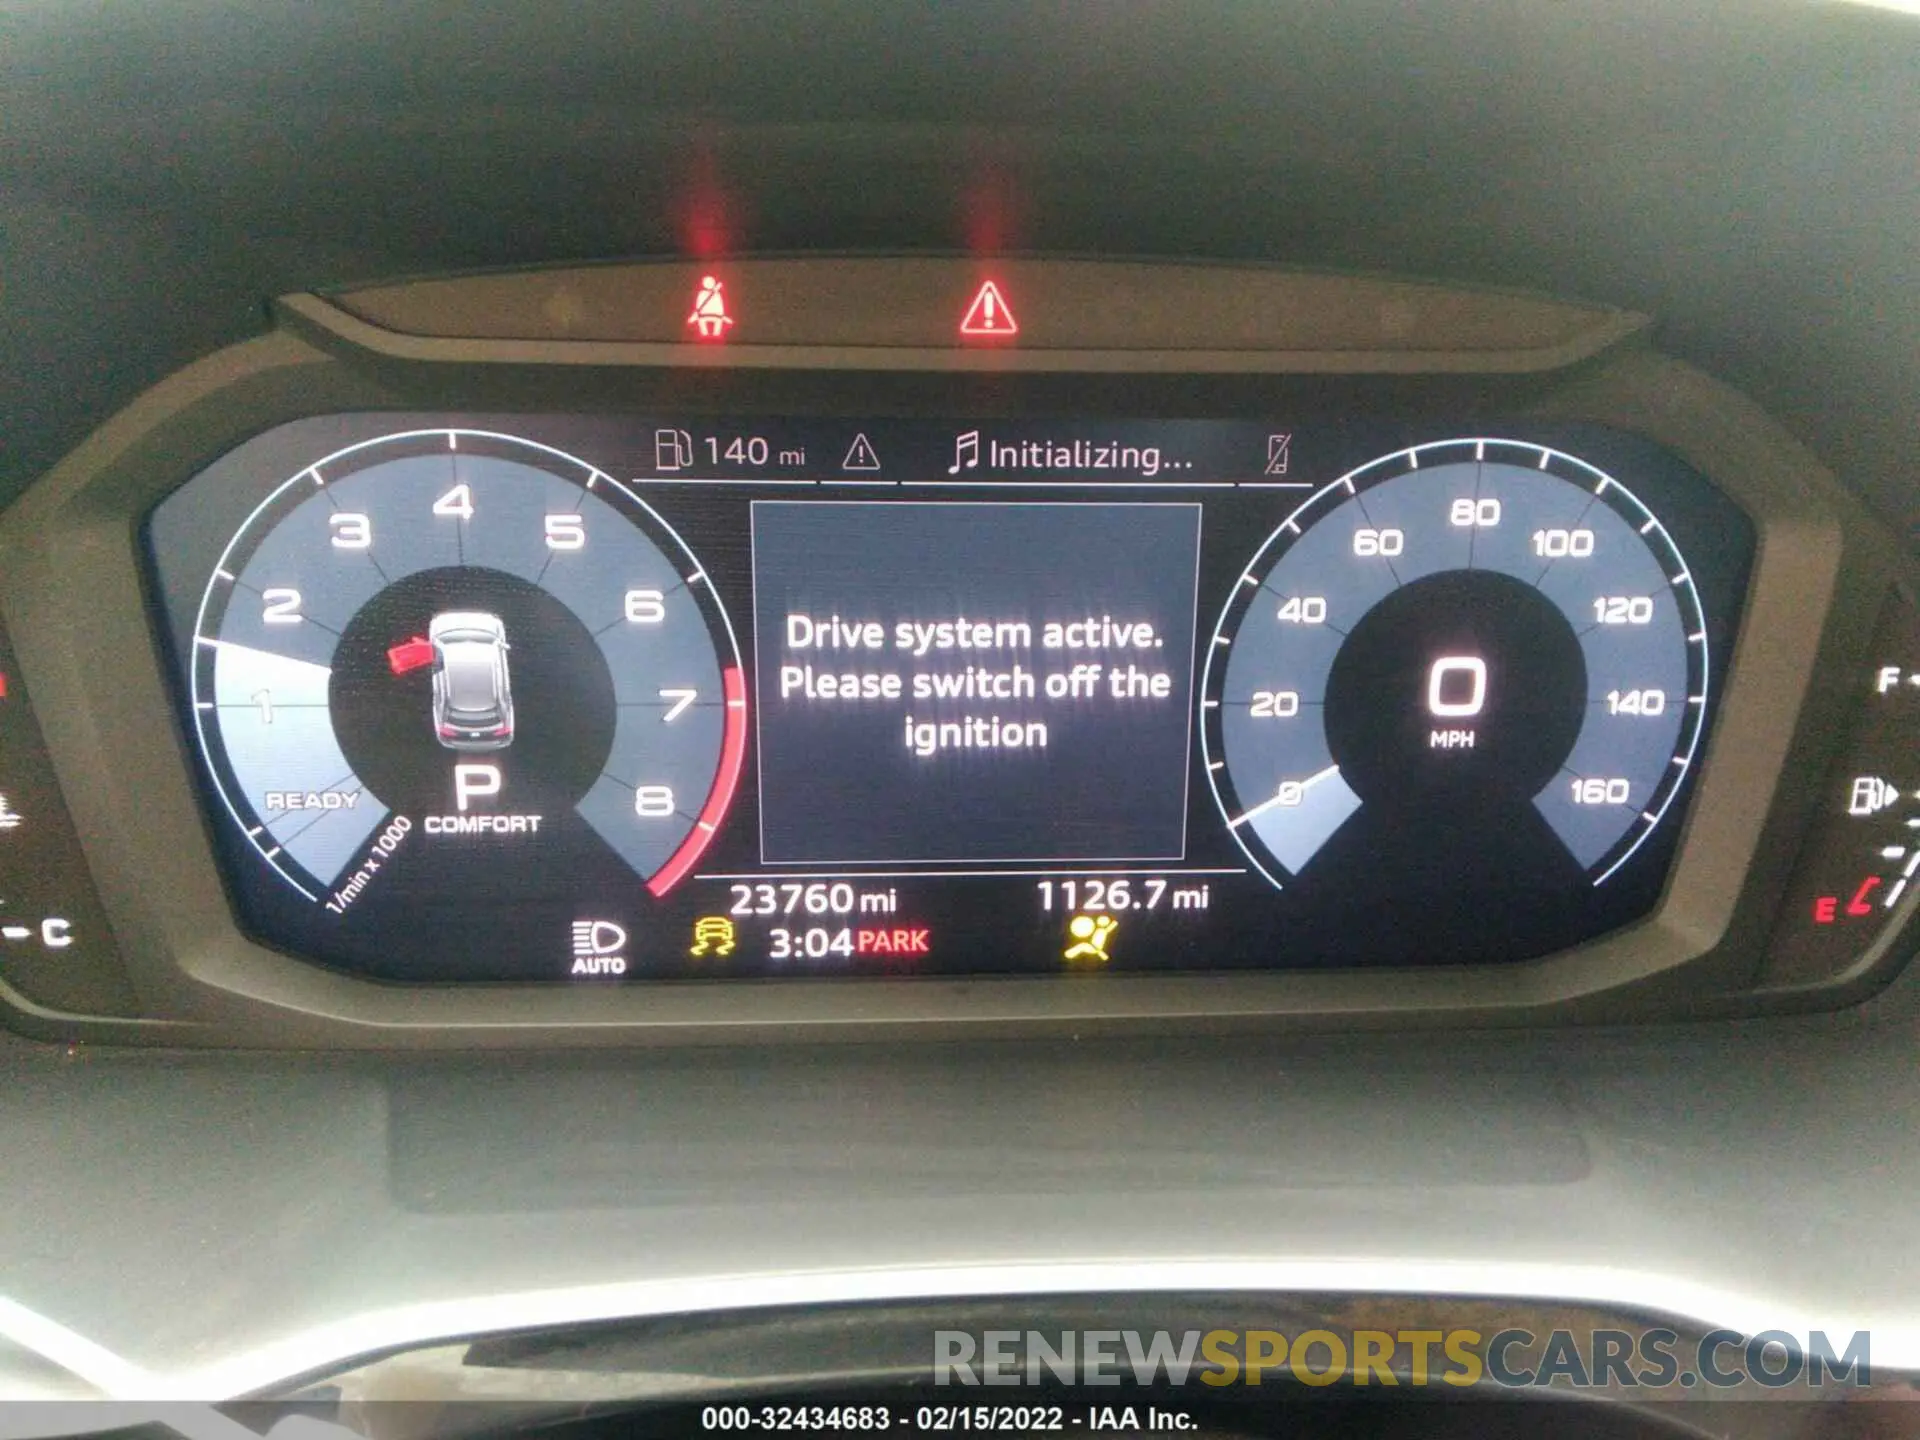 140 mi
Initializing...
1
2
3
4
5
6
7
8
READY
1/min x 1000
P
COMFORT
Drive system active.
Please switch off the
ignition
0
20
40
60
80
100
120
140
160
0
MPH
23760 mi
1126.7 mi
AUTO
3:04 PARK
C
F
E
RENEWSPORTSCARS.COM
000-32434683 - 02/15/2022 - IAA Inc.